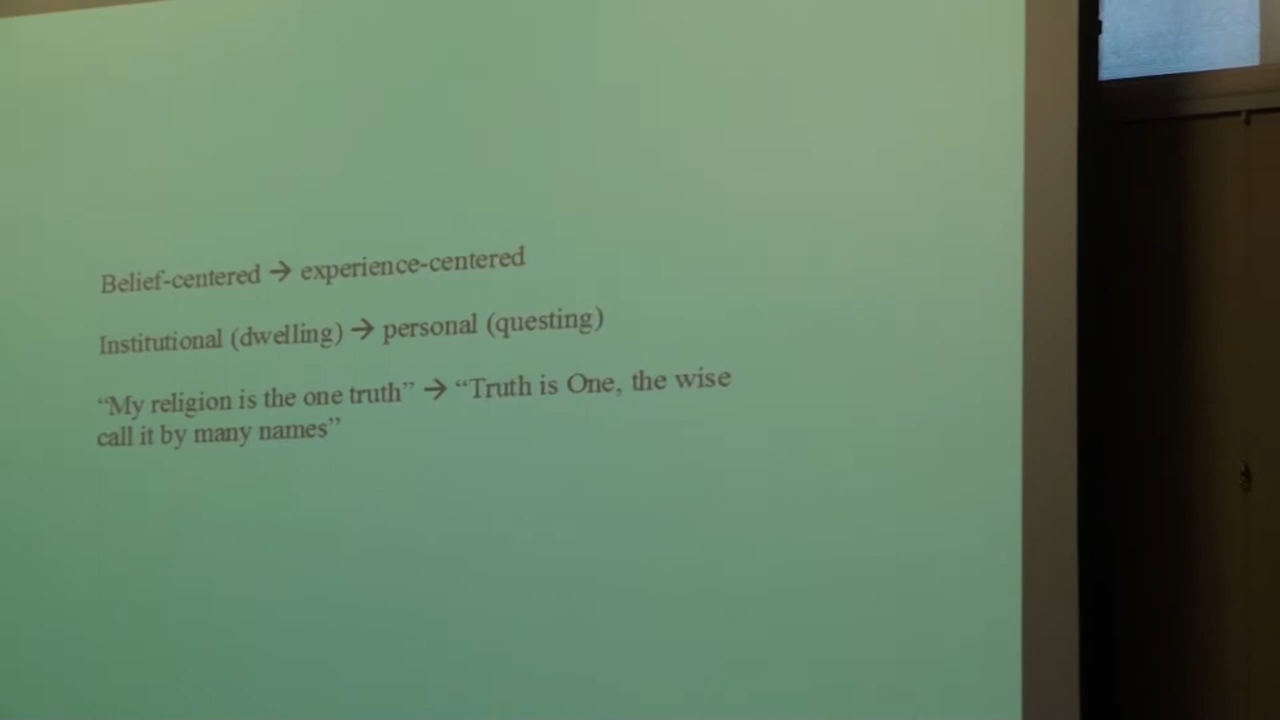 Belief-centered → experience-centered
Institutional (dwelling) → personal (questing)
“My religion is the one truth” → “Truth is One, the wise
call it by many names”